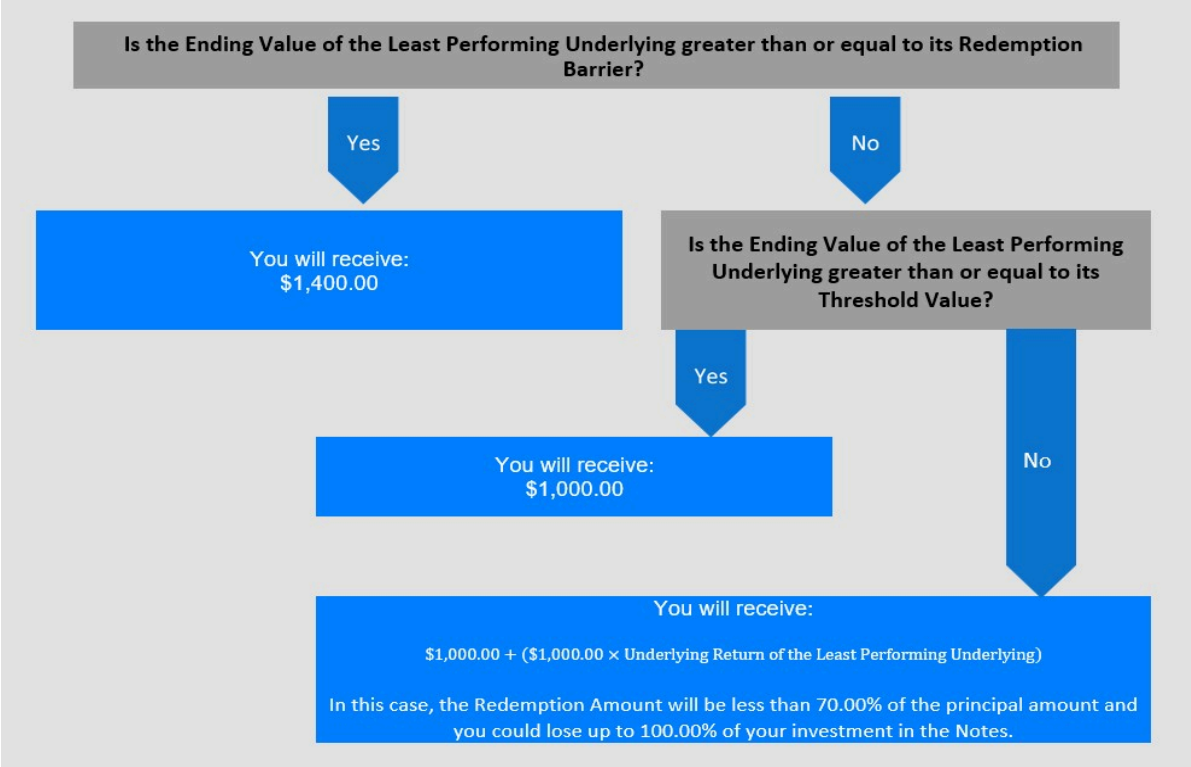 Is the Ending Value of the Least Performing Underlying greater than or equal to its Redemption
Barrier?
Yes
No
You will receive:
$1,400.00
Is the Ending Value of the Least Performing
Underlying greater than or equal to its
Threshold Value?
Yes
No
You will receive:
$1,000.00
You will receive:
$1,000.00 + ($1,000.00 × Underlying Return of the Least Performing Underlying)
In this case, the Redemption Amount will be less than 70.00% of the principal amount and
you could lose up to 100.00% of your investment in the Notes.